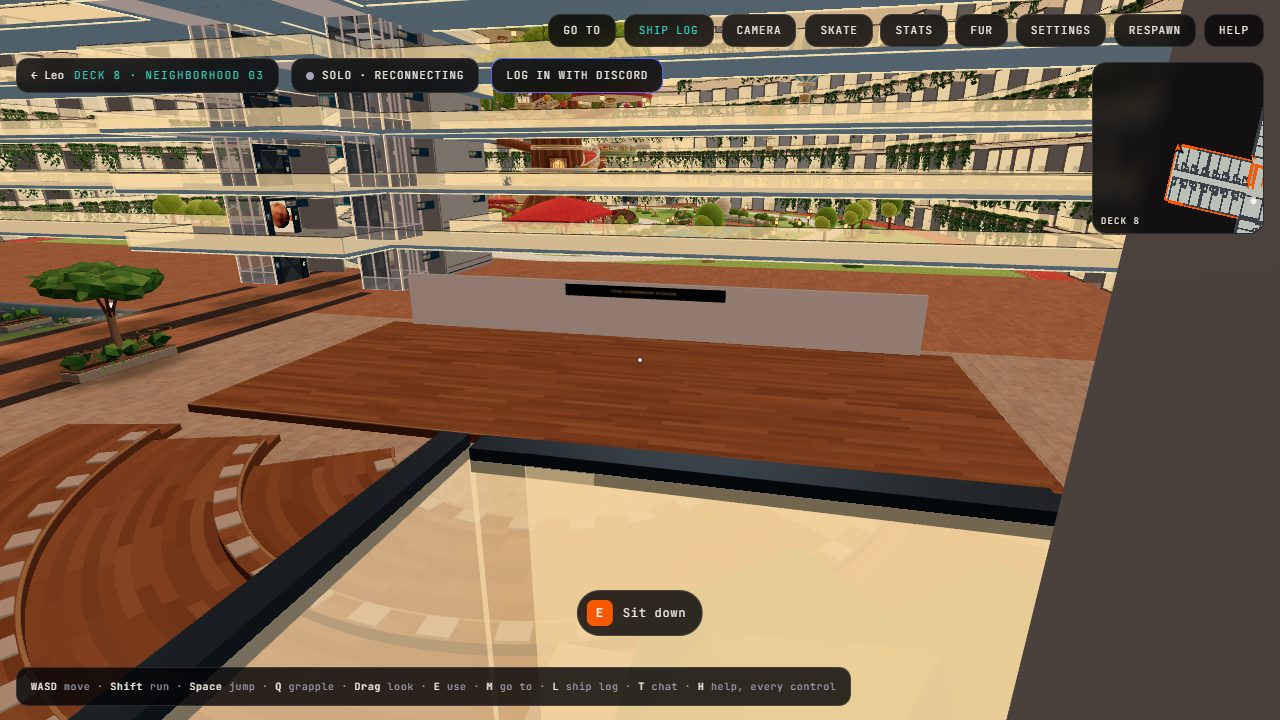 GO TO
SHIP LOG
CAMERA
SKATE
STATS
FUR
SETTINGS
RESPAWN
HELP
← Leo DECK 8 · NEIGHBORHOOD 03
SOLO · RECONNECTING
LOG IN WITH DISCORD
DECK 8
E Sit down
WASD move · Shift run · Space jump · Q grapple · Drag look · E use · M go to · L ship log · T chat · H help, every control